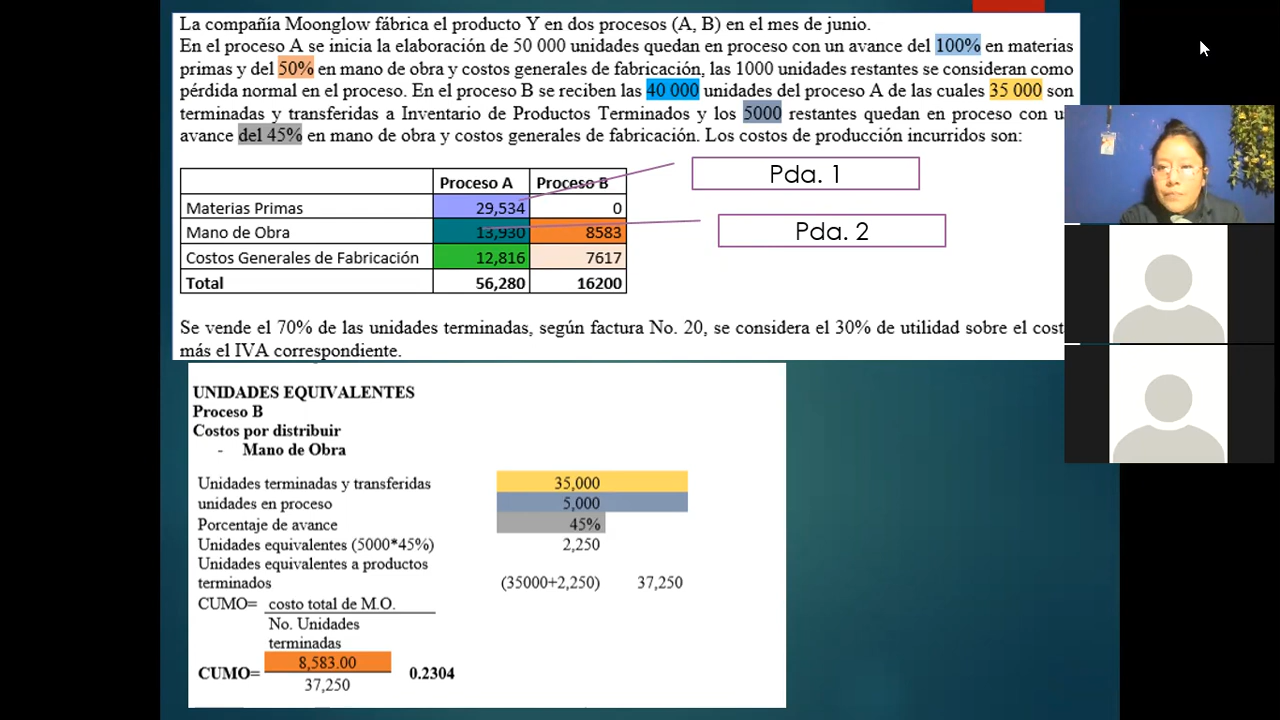 La compañía Moonglow fábrica el producto Y en dos procesos (A, B) en el mes de junio.
En el proceso A se inicia la elaboración de 50 000 unidades quedan en proceso con un avance del 100% en materias
primas y del 50% en mano de obra y costos generales de fabricación, las 1000 unidades restantes se consideran como
pérdida normal en el proceso. En el proceso B se reciben las 40 000 unidades del proceso A de las cuales 35 000 son
terminadas y transferidas a Inventario de Productos Terminados y los 5000 restantes quedan en proceso con u
avance del 45% en mano de obra y costos generales de fabricación. Los costos de producción incurridos son:
Proceso A Proceso B
Materias Primas 29,534 0
Mano de Obra 13,930 8583
Costos Generales de Fabricación 12,816 7617
Total 56,280 16200
Pda. 1
Pda. 2
Se vende el 70% de las unidades terminadas, según factura No. 20, se considera el 30% de utilidad sobre el cost
más el IVA correspondiente.
UNIDADES EQUIVALENTES
Proceso B
Costos por distribuir
- Mano de Obra
Unidades terminadas y transferidas 35,000
unidades en proceso 5,000
Porcentaje de avance 45%
Unidades equivalentes (5000*45%) 2,250
Unidades equivalentes a productos
terminados (35000+2,250) 37,250
CUMO= costo total de M.O.
No. Unidades
terminadas
8,583.00
CUMO= 0.2304
37,250